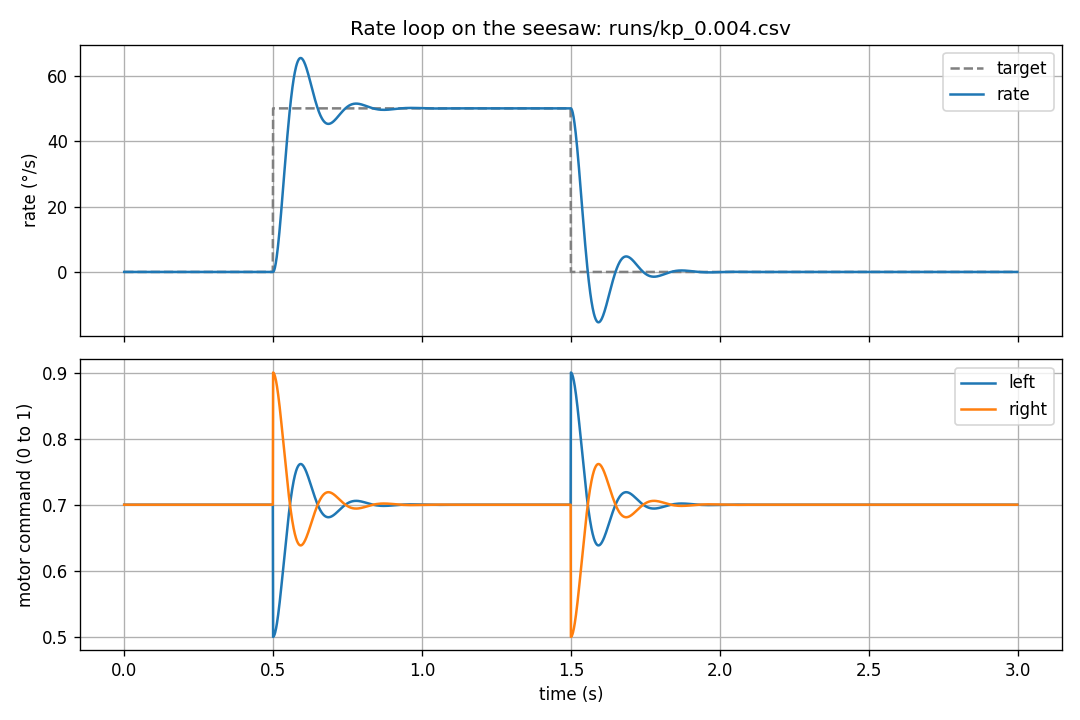 Rate loop on the seesaw: runs/kp_0.004.csv
60
40
20
0
rate (°/s)
target
rate
0.9
0.8
0.7
0.6
0.5
motor command (0 to 1)
left
right
0.0 0.5 1.0 1.5 2.0 2.5 3.0
time (s)